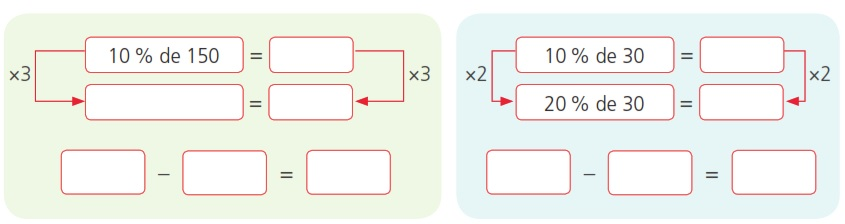 10 % de 150 =
×3 ×3
=
– =
10 % de 30 =
×2 ×2
20 % de 30 =
– =